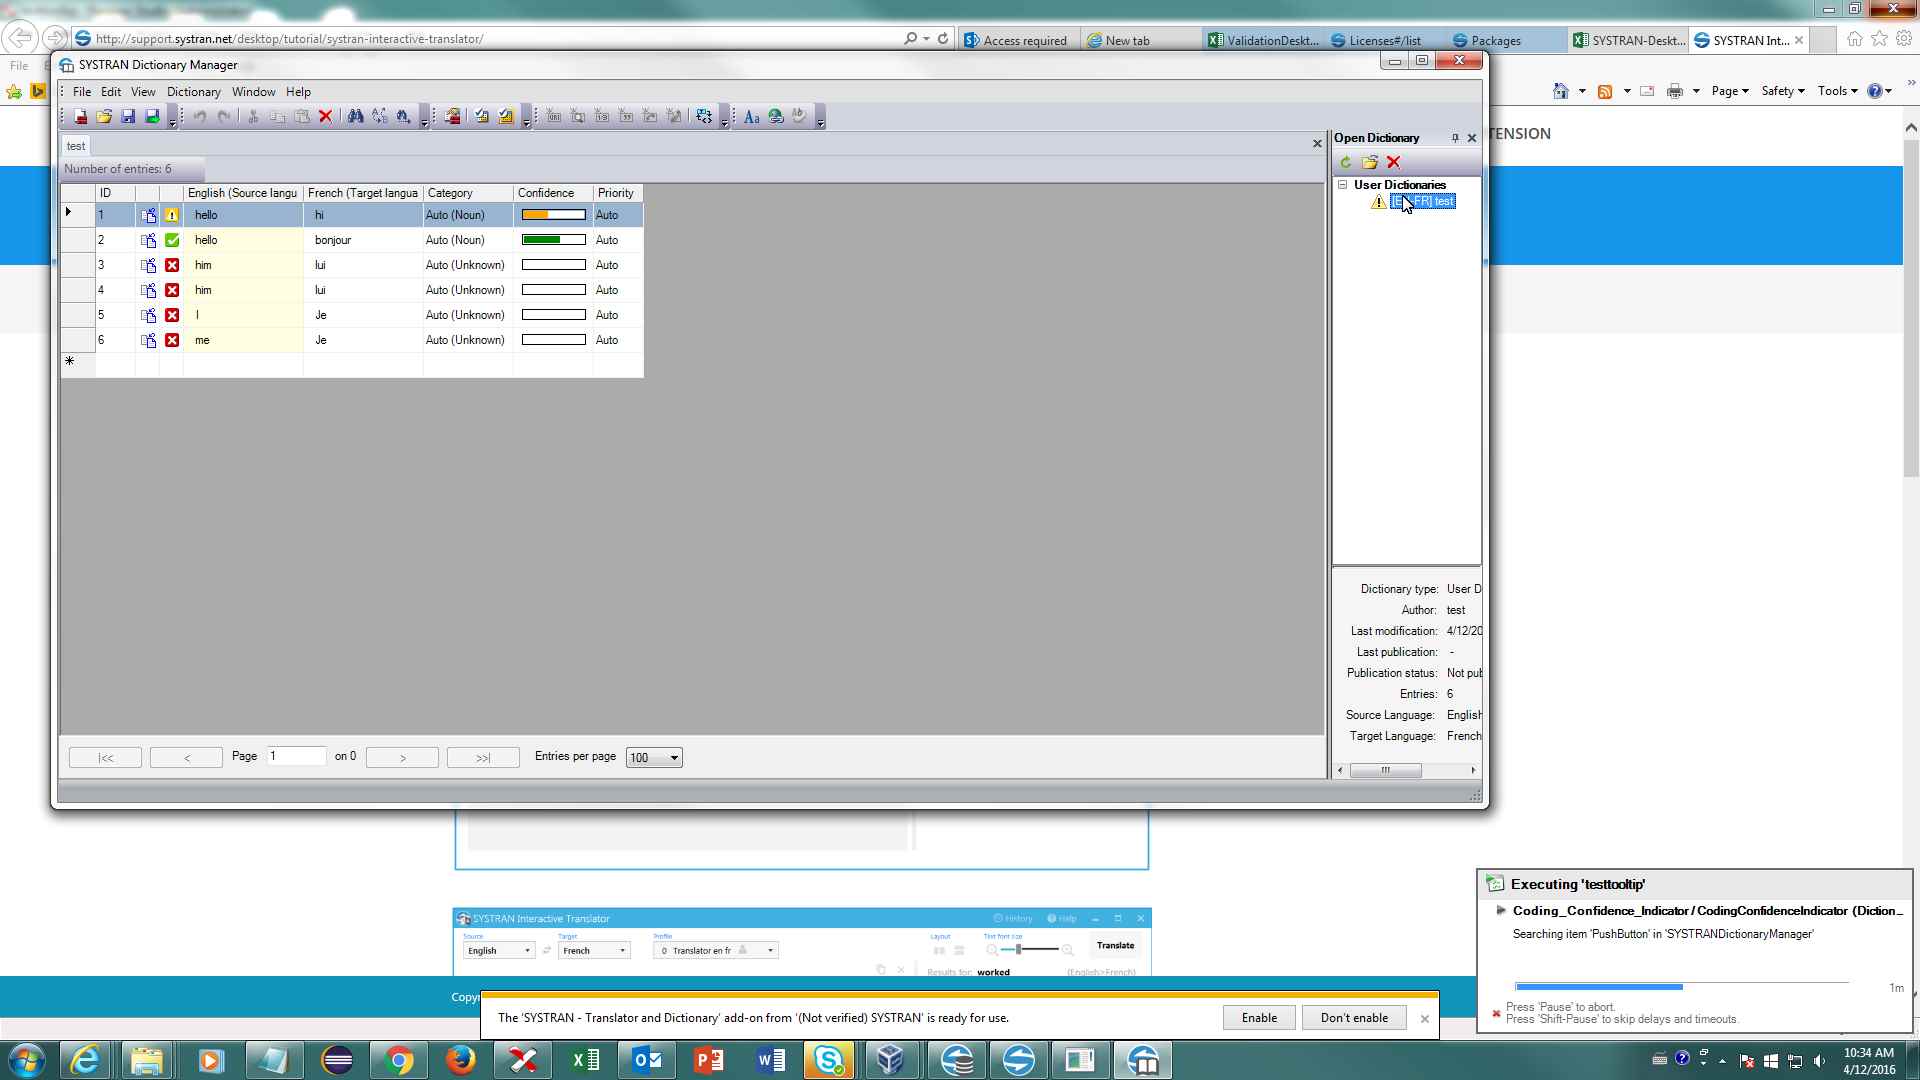 http://support.systran.net/desktop/tutorial/systran-interactive-translator/
Access required
New tab
ValidationDeskt...
Licenses#/list
Packages
SYSTRAN-Deskt...
SYSTRAN Int...
File
SYSTRAN Dictionary Manager
File Edit View Dictionary Window Help
Page Safety Tools
TENSION
test
Number of entries: 6
ID English (Source langu French (Target langua Category Confidence Priority
1 hello hi Auto (Noun) Auto
2 hello bonjour Auto (Noun) Auto
3 him lui Auto (Unknown) Auto
4 him lui Auto (Unknown) Auto
5 I Je Auto (Unknown) Auto
6 me Je Auto (Unknown) Auto
*
|<< < Page 1 on 0 > >>| Entries per page 100
Open Dictionary
User Dictionaries
test
Dictionary type: User D
Author: test
Last modification: 4/12/20
Last publication: -
Publication status: Not put
Entries: 6
Source Language: English
Target Language: French
SYSTRAN Interactive Translator History Help
Source Target Profile Layout Text font size
English French 0 Translator en fr Translate
Results for: worked (English>French)
Copyr
The 'SYSTRAN - Translator and Dictionary' add-on from '(Not verified) SYSTRAN' is ready for use.
Enable Don't enable
Executing 'testtooltip'
Coding_Confidence_Indicator / CodingConfidenceIndicator (Diction...
Searching item 'PushButton' in 'SYSTRANDictionaryManager'
1m
Press 'Pause' to abort.
Press 'Shift-Pause' to skip delays and timeouts.
10:34 AM
4/12/2016